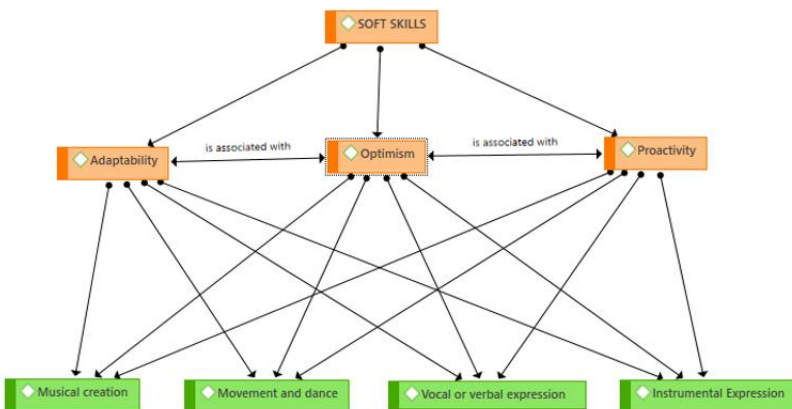 SOFT SKILLS
is associated with
is associated with
Adaptability
Optimism
Proactivity
Musical creation
Movement and dance
Vocal or verbal expression
Instrumental Expression